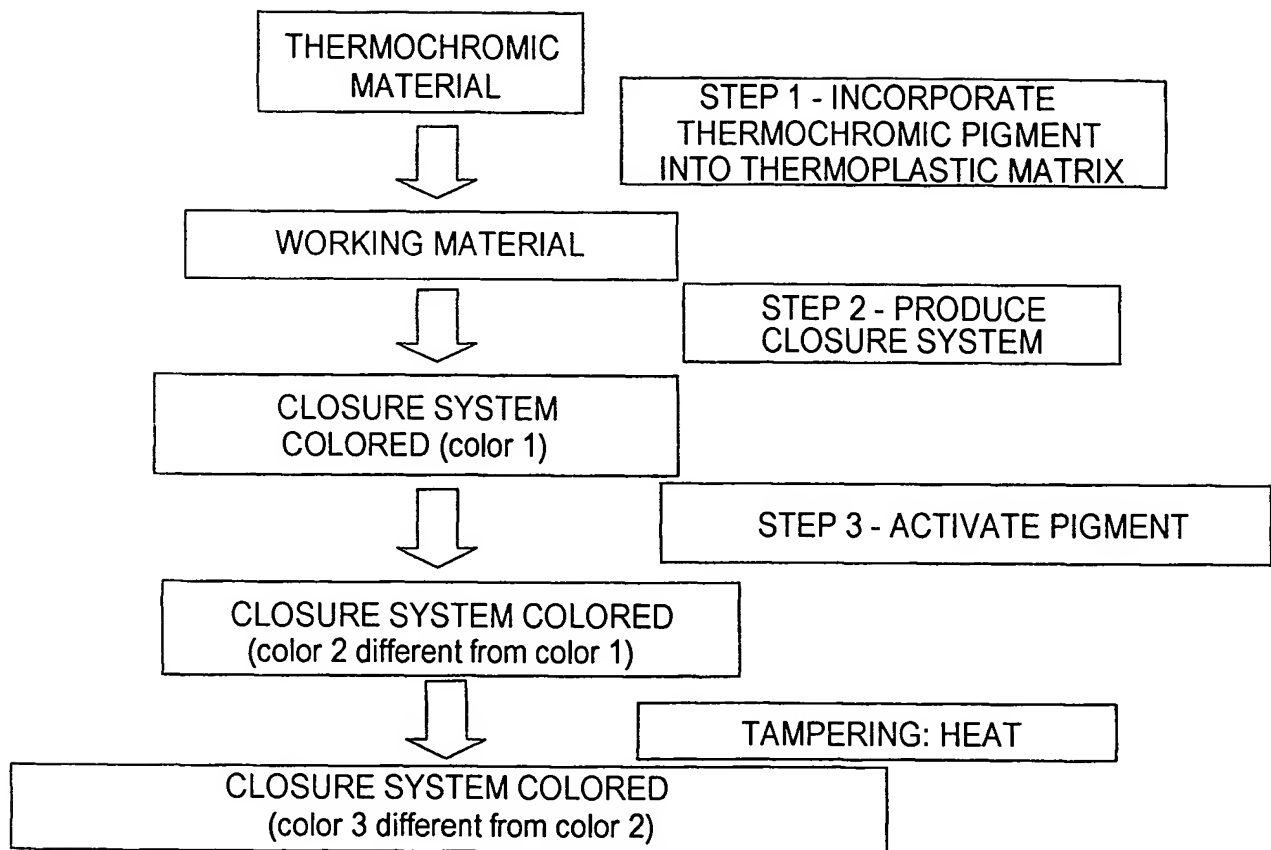 THERMOCHROMIC
MATERIAL
STEP 1 - INCORPORATE
THERMOCHROMIC PIGMENT
INTO THERMOPLASTIC MATRIX
WORKING MATERIAL
STEP 2 - PRODUCE
CLOSURE SYSTEM
CLOSURE SYSTEM
COLORED (color 1)
STEP 3 - ACTIVATE PIGMENT
CLOSURE SYSTEM COLORED
(color 2 different from color 1)
TAMPERING: HEAT
CLOSURE SYSTEM COLORED
(color 3 different from color 2)